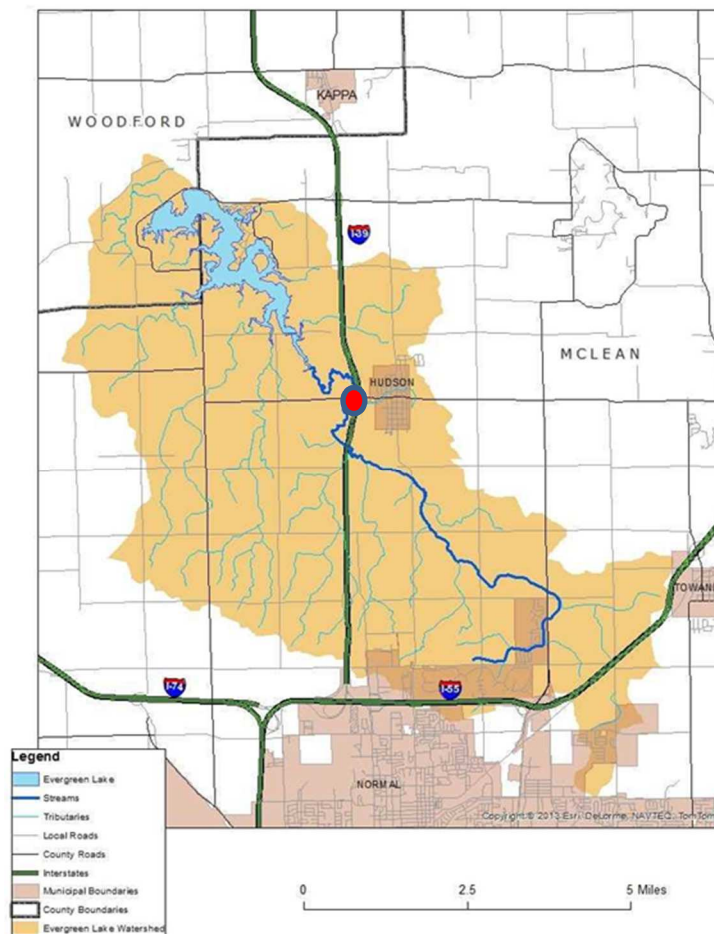 KAPPA
WOODFORD
I-39
MCLEAN
HUDSON
I-74
I-55
NORMAL
Copyright © 2013 Esri, DeLorme, NAVTEQ, TomTom
Legend
Evergreen Lake
Streams
Tributaries
Local Roads
County Roads
Interstates
Municipal Boundaries
County Boundaries
Evergreen Lake Watershed
0 2.5 5 Miles